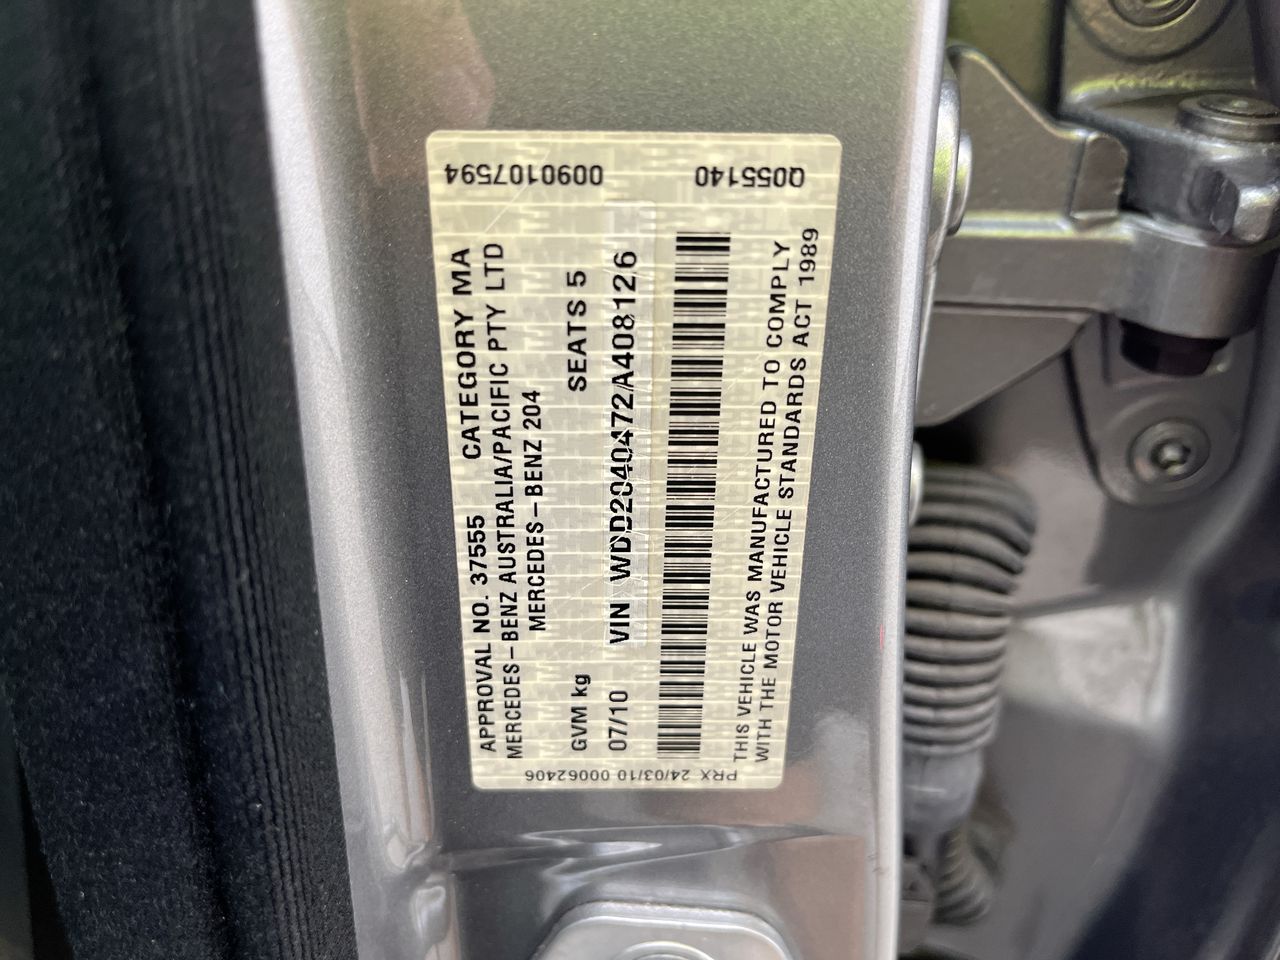 APPROVAL NO. 37555 CATEGORY MA
MERCEDES-BENZ AUSTRALIA/PACIFIC PTY LTD
MERCEDES-BENZ 204
GVM kg SEATS 5
07/10 VIN WDD2040472A408126
THIS VEHICLE WAS MANUFACTURED TO COMPLY
WITH THE MOTOR VEHICLE STANDARDS ACT 1989
0090107594 Q055140
PRX 24/03/10 00062406